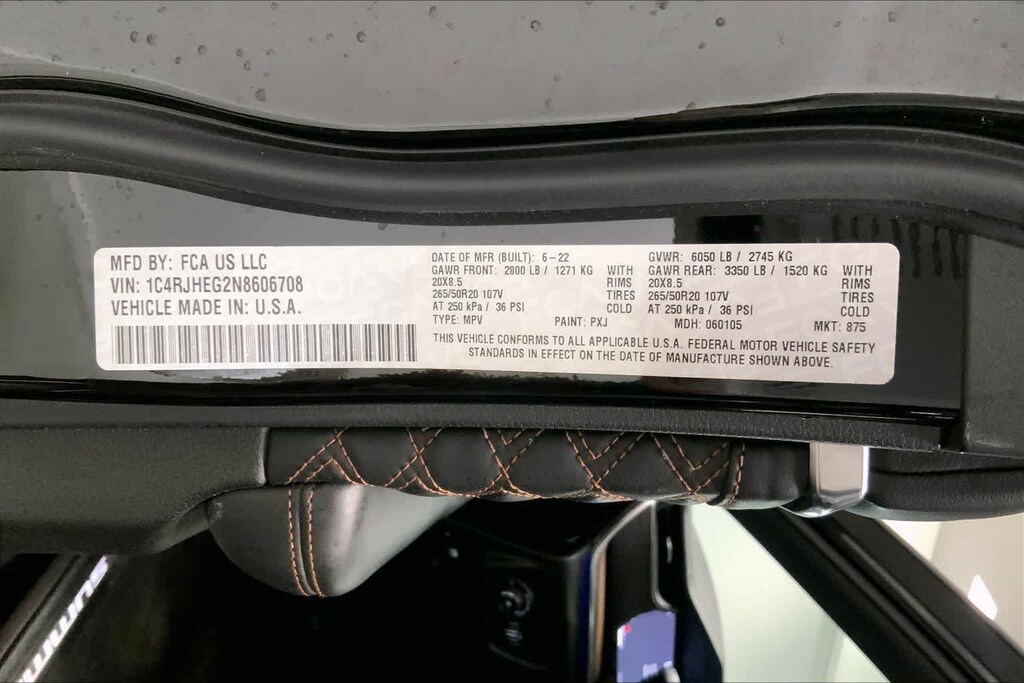 MFD BY: FCA US LLC
VIN: 1C4RJHEG2N8606708
VEHICLE MADE IN: U.S.A.
DATE OF MFR (BUILT): 6-22
GAWR FRONT: 2800 LB / 1271 KG WITH
20X8.5 RIMS
265/50R20 107V TIRES
AT 250 kPa / 36 PSI COLD
TYPE: MPV PAINT: PXJ
GVWR: 6050 LB / 2745 KG
GAWR REAR: 3350 LB / 1520 KG WITH
20X8.5 RIMS
265/50R20 107V TIRES
AT 250 kPa / 36 PSI COLD
MDH: 060105 MKT: 875
THIS VEHICLE CONFORMS TO ALL APPLICABLE U.S.A. FEDERAL MOTOR VEHICLE SAFETY
STANDARDS IN EFFECT ON THE DATE OF MANUFACTURE SHOWN ABOVE.